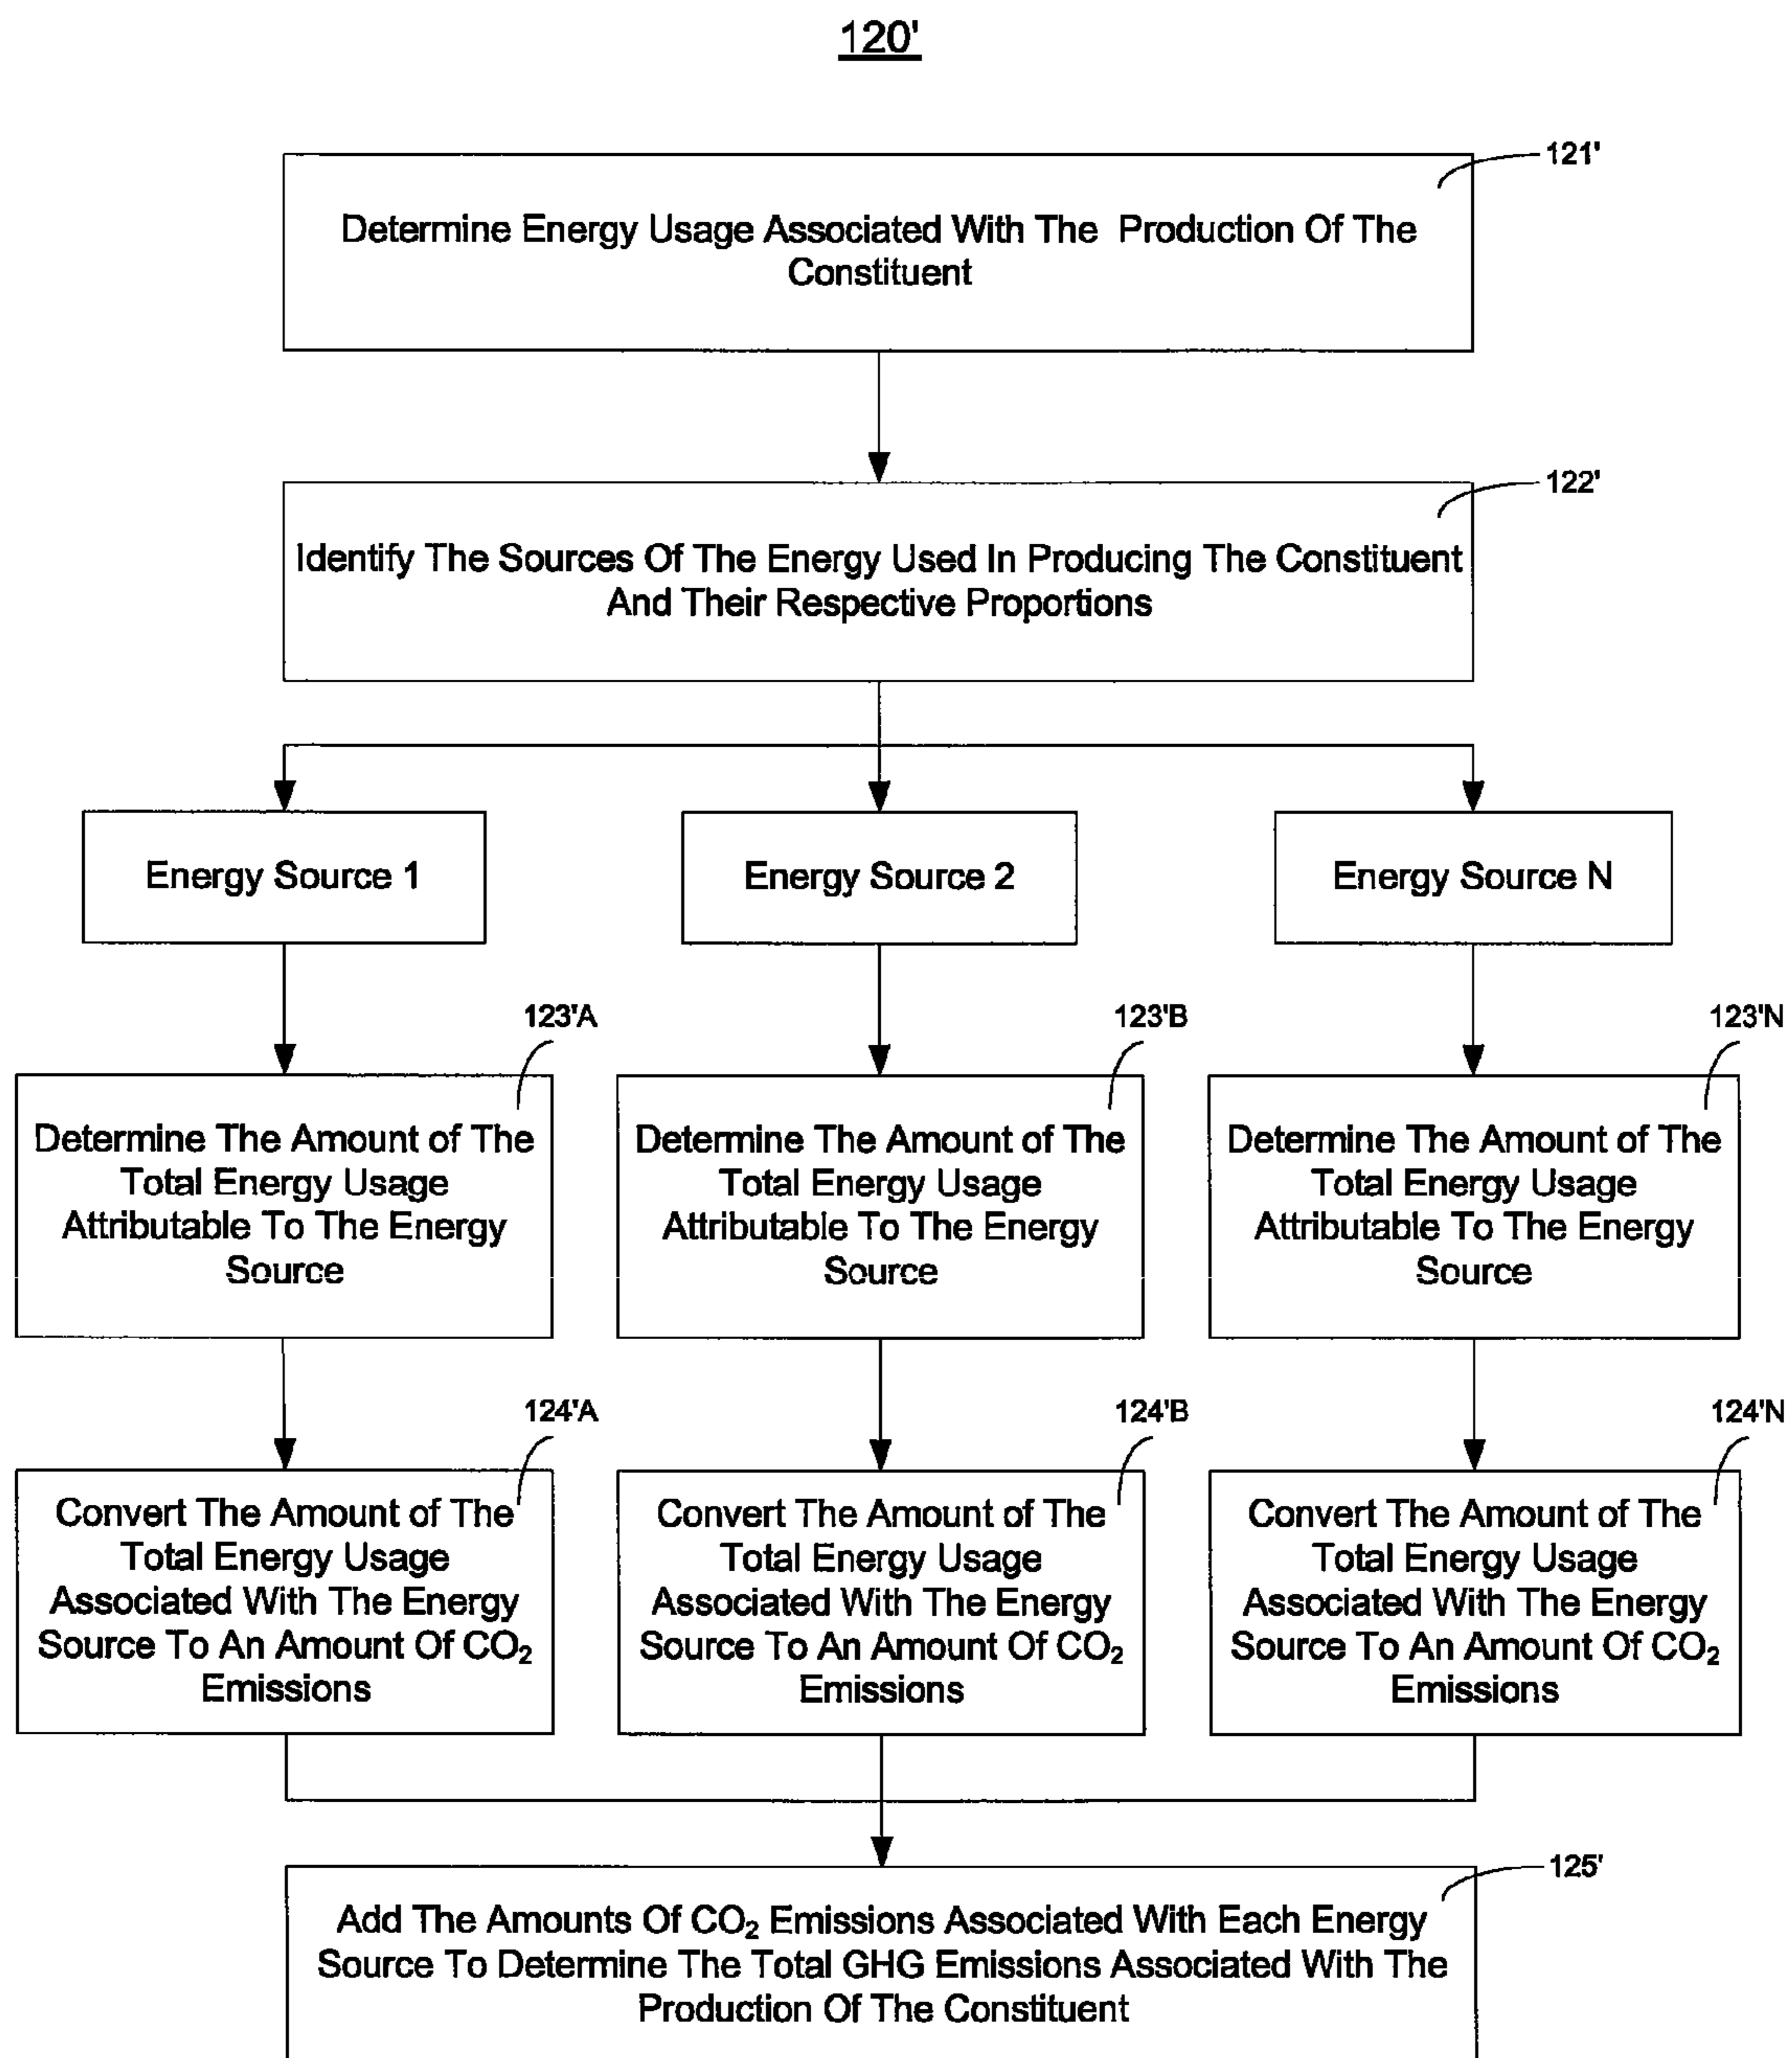 120'
121'
Determine Energy Usage Associated With The Production Of The
Constituent
122'
Identify The Sources Of The Energy Used In Producing The Constituent
And Their Respective Proportions
Energy Source 1
Energy Source 2
Energy Source N
123'A
123'B
123'N
Determine The Amount of The
Total Energy Usage
Attributable To The Energy
Source
Determine The Amount of The
Total Energy Usage
Attributable To The Energy
Source
Determine The Amount of The
Total Energy Usage
Attributable To The Energy
Source
124'A
124'B
124'N
Convert The Amount of The
Total Energy Usage
Associated With The Energy
Source To An Amount Of CO₂
Emissions
Convert The Amount of The
Total Energy Usage
Associated With The Energy
Source To An Amount Of CO₂
Emissions
Convert The Amount of The
Total Energy Usage
Associated With The Energy
Source To An Amount Of CO₂
Emissions
125'
Add The Amounts Of CO₂ Emissions Associated With Each Energy
Source To Determine The Total GHG Emissions Associated With The
Production Of The Constituent